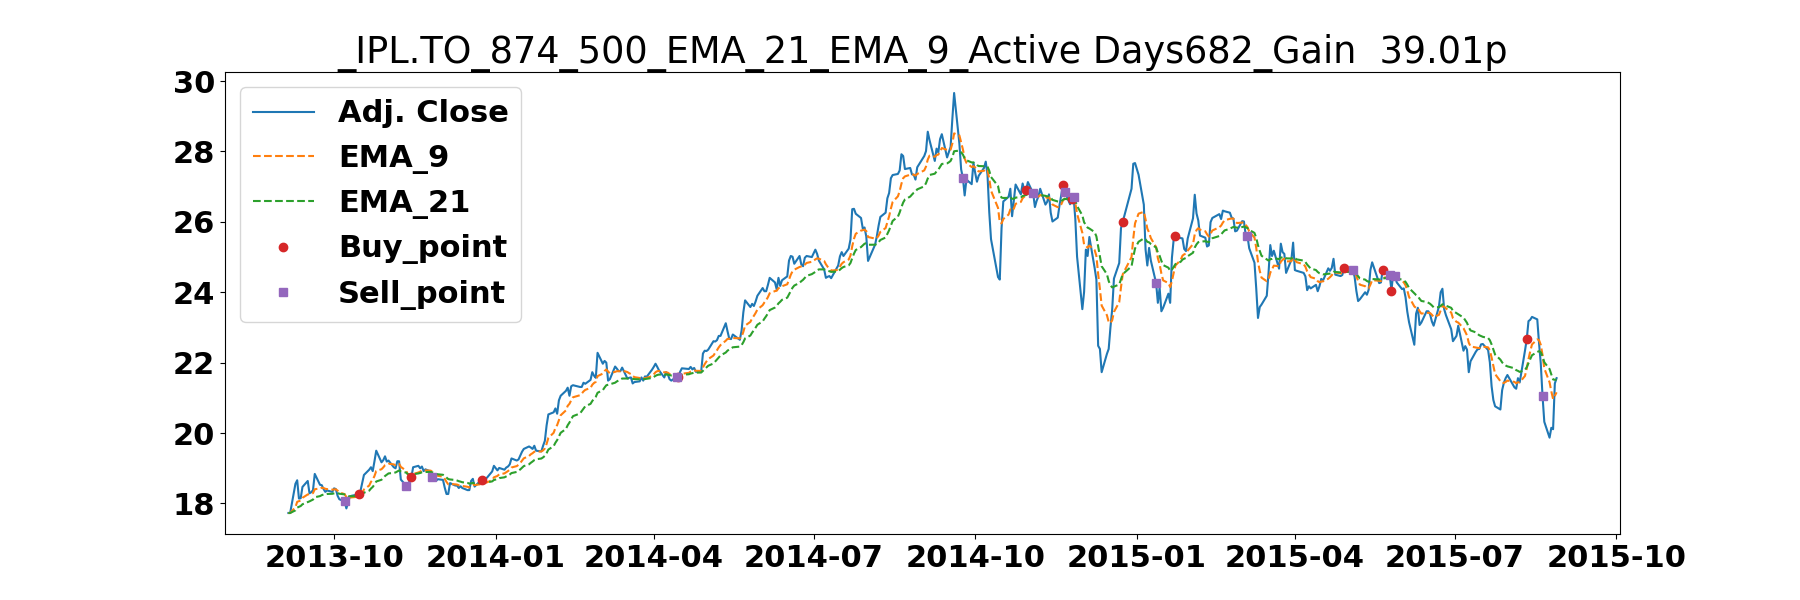 _IPL.TO_874_500_EMA_21_EMA_9_Active Days682_Gain  39.01p
30
28
26
24
22
20
18
Adj. Close
EMA_9
EMA_21
Buy_point
Sell_point
2013-10 2014-01 2014-04 2014-07 2014-10 2015-01 2015-04 2015-07 2015-10